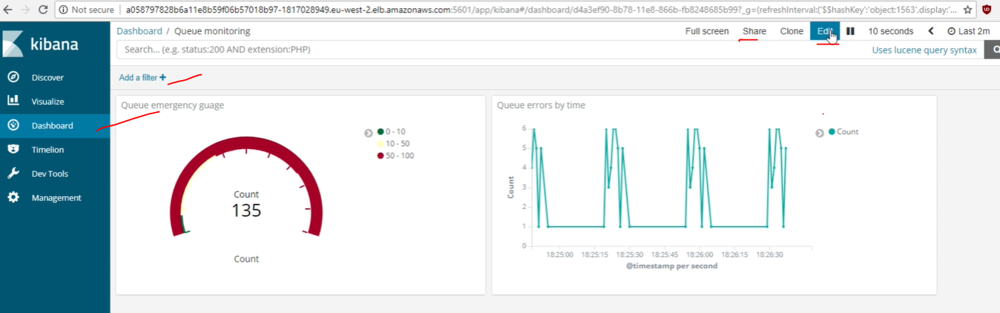 Not secure a058797828b6a11e8b59f06b57018b97-1817028949.eu-west-2.elb.amazonaws.com:5601/app/kibana#/dashboard/d4a3ef90-8b78-11e8-866b-fb8248685b99?_g=(refreshInterval:('$$hashKey':'object:1563',display:'...
kibana
Discover
Visualize
Dashboard
Timelion
Dev Tools
Management
Dashboard / Queue monitoring
Full screen Share Clone Edit 10 seconds Last 2m
Search... (e.g. status:200 AND extension:PHP)
Uses lucene query syntax
Add a filter +
Queue emergency guage
0 - 10
10 - 50
50 - 100
Count
135
Count
Queue errors by time
Count
6
5
4
3
2
1
0
Count
18:25:00 18:25:15 18:25:30 18:25:45 18:26:00 18:26:15 18:26:30
@timestamp per second